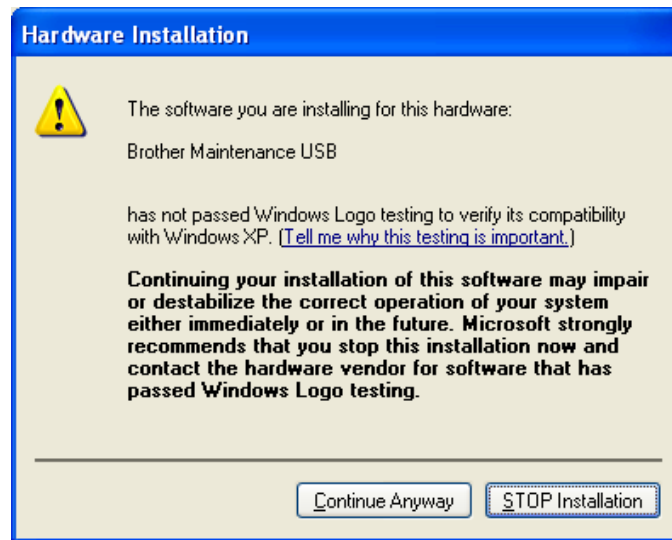 Hardware Installation
The software you are installing for this hardware:
Brother Maintenance USB
has not passed Windows Logo testing to verify its compatibility
with Windows XP. (Tell me why this testing is important.)
Continuing your installation of this software may impair
or destabilize the correct operation of your system
either immediately or in the future. Microsoft strongly
recommends that you stop this installation now and
contact the hardware vendor for software that has
passed Windows Logo testing.
Continue Anyway
STOP Installation